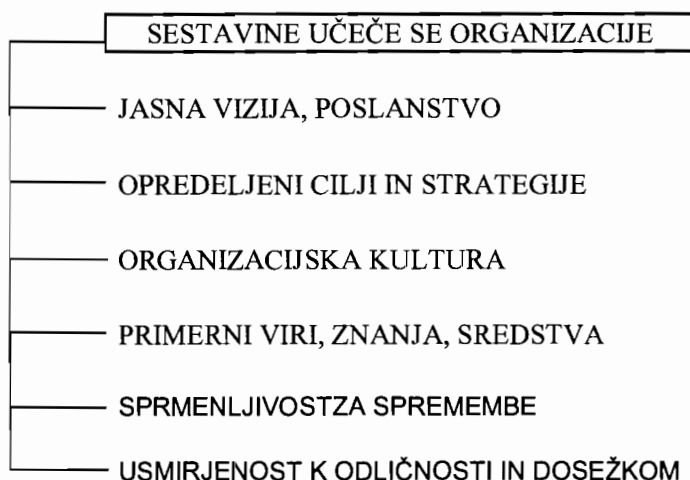 SESTAVINE UČEČE SE ORGANIZACIJE
JASNA VIZIJA, POSLANSTVO
OPREDELJENI CILJI IN STRATEGIJE
ORGANIZACIJSKA KULTURA
PRIMERNI VIRI, ZNANJA, SREDSTVA
SPRMENLJIVOSTZA SPREMEMBE
USMIRJENOST K ODLIČNOSTI IN DOSEŽKOM